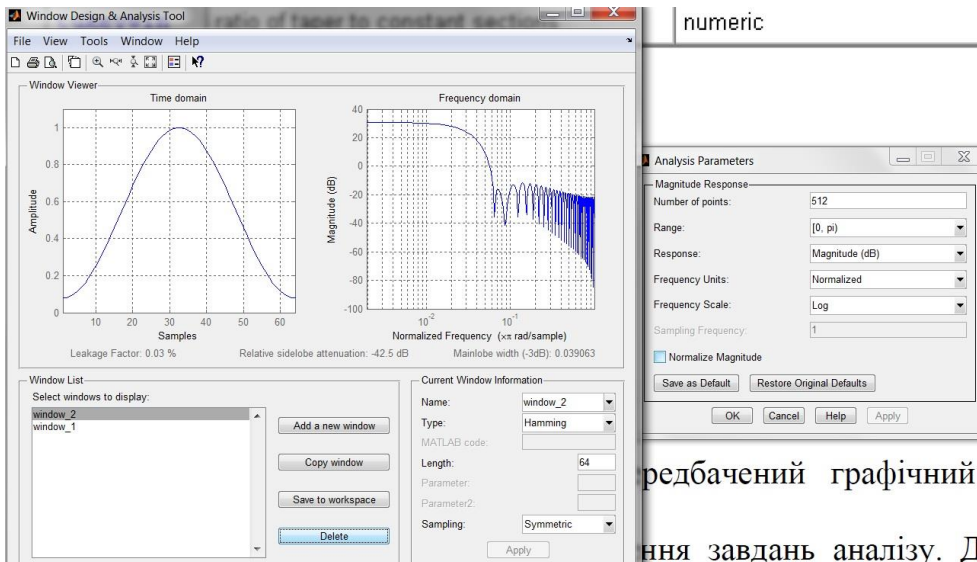 Window Design & Analysis Tool
ratio of taper to constant sections
numeric
File View Tools Window Help
Window Viewer
Time domain
Frequency domain
1
0.8
0.6
0.4
0.2
0
Amplitude
10 20 30 40 50 60
Samples
40
20
0
-20
-40
-60
-80
-100
Magnitude (dB)
10-2 10-1
Normalized Frequency (×π rad/sample)
Leakage Factor: 0.03 % Relative sidelobe attenuation: -42.5 dB Mainlobe width (-3dB): 0.039063
Window List
Select windows to display:
window_2
window_1
Add a new window
Copy window
Save to workspace
Delete
Current Window Information
Name: window_2
Type: Hamming
MATLAB code:
Length: 64
Parameter:
Parameter2:
Sampling: Symmetric
Apply
Analysis Parameters
Magnitude Response
Number of points: 512
Range: [0, pi)
Response: Magnitude (dB)
Frequency Units: Normalized
Frequency Scale: Log
Sampling Frequency: 1
Normalize Magnitude
Save as Default Restore Original Defaults
OK Cancel Help Apply
редбачений графічний
ння завдань аналізу. Д